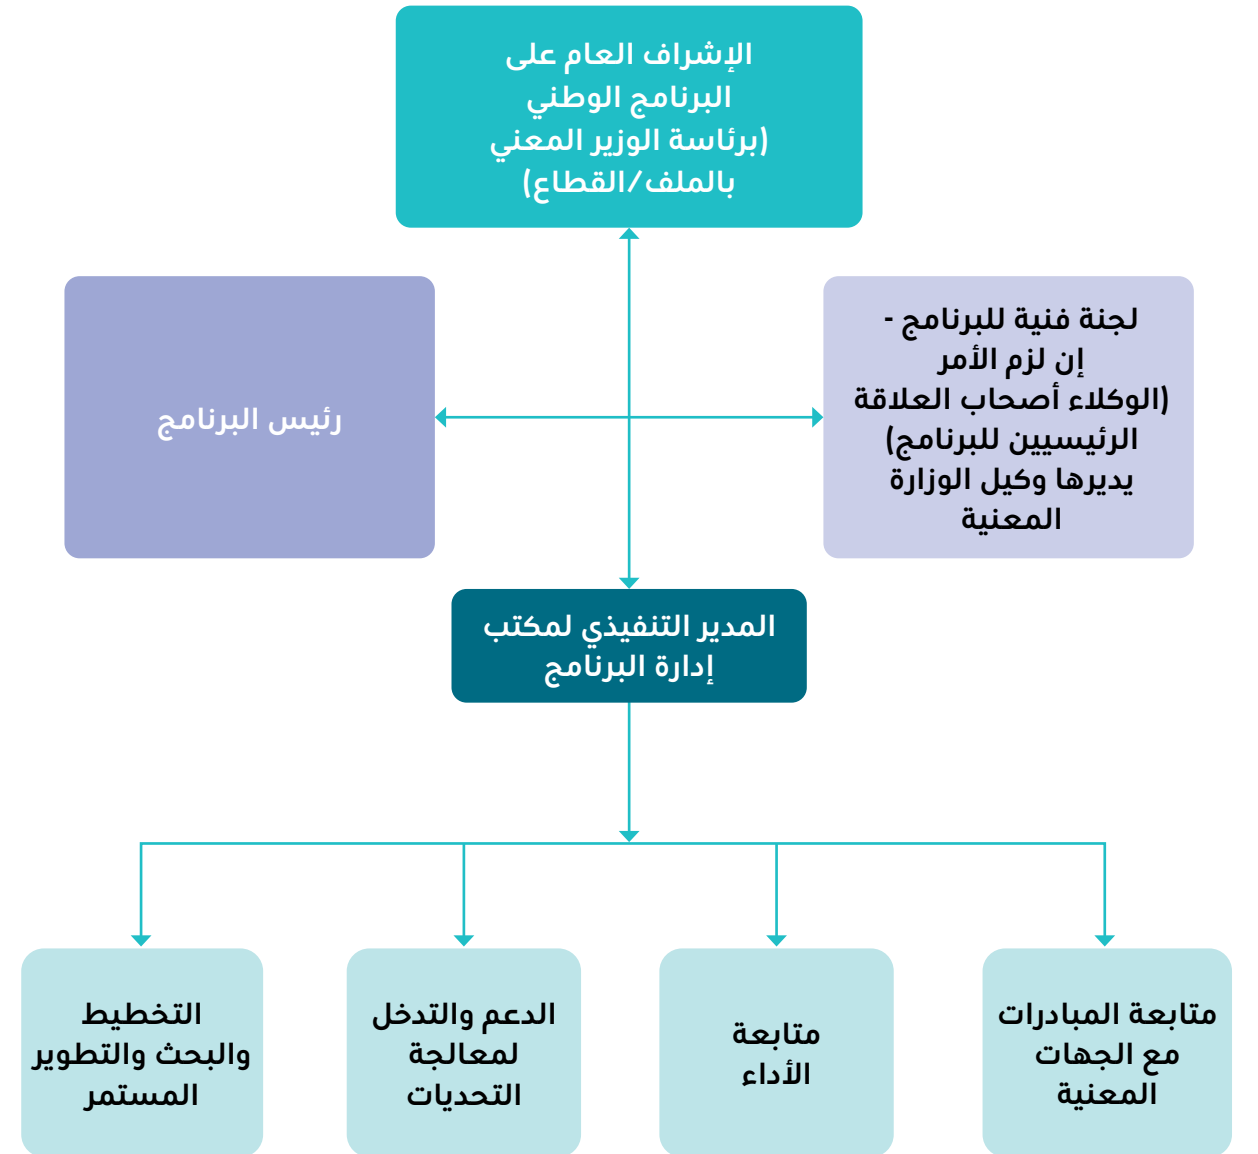 الإشراف العام على
البرنامج الوطني
(برئاسة الوزير المعني
بالملف/القطاع)
لجنة فنية للبرنامج -
إن لزم الأمر
(الوكلاء أصحاب العلاقة
الرئيسيين للبرنامج)
يديرها وكيل الوزارة
المعنية
رئيس البرنامج
المدير التنفيذي لمكتب
إدارة البرنامج
متابعة المبادرات
مع الجهات
المعنية
متابعة
الأداء
الدعم والتدخل
لمعالجة
التحديات
التخطيط
والبحث والتطوير
المستمر